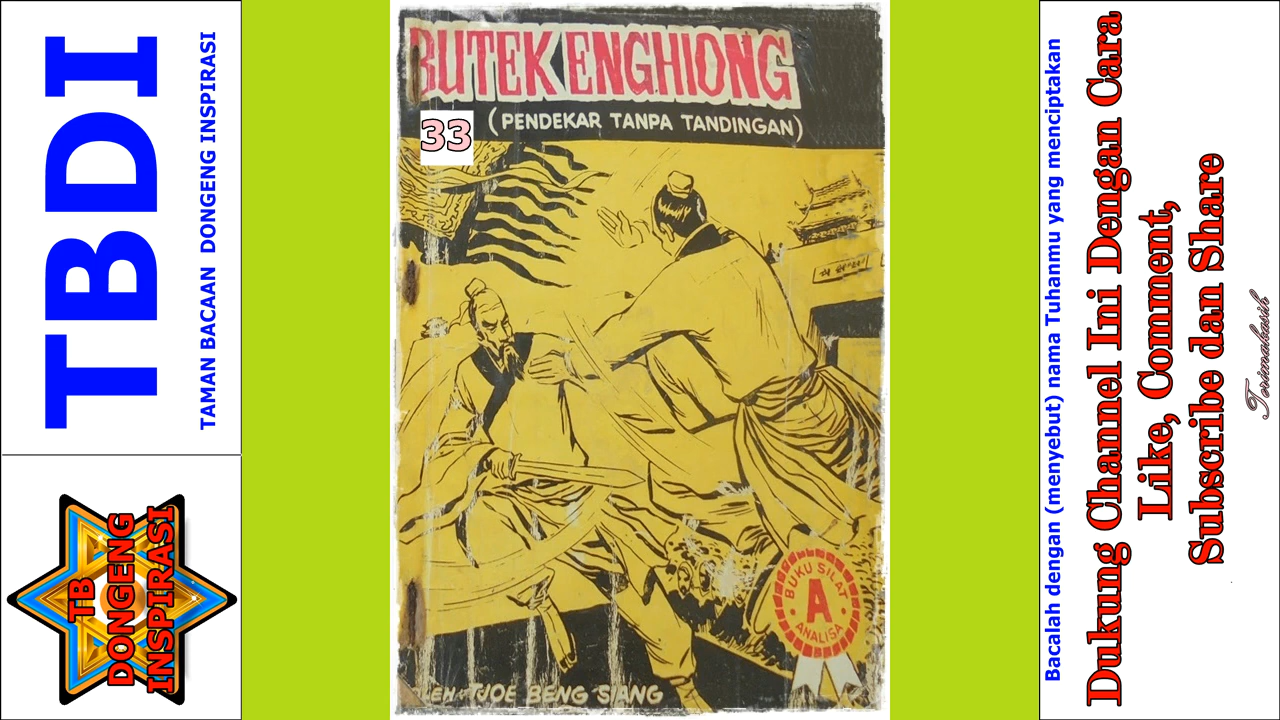 TBDI
TAMAN BACAAN DONGENG INSPIRASI
TB
DONGENG
INSPIRASI
BUTEK ENGHIONG
(PENDEKAR TANPA TANDINGAN)
33
BUKU SILAT
A
ANALISA
TJOE BENG SIANG
Bacalah dengan (menyebut) nama Tuhanmu yang menciptakan
Dukung Channel Ini Dengan Cara
Like, Comment,
Subscribe dan Share
Terimakasih